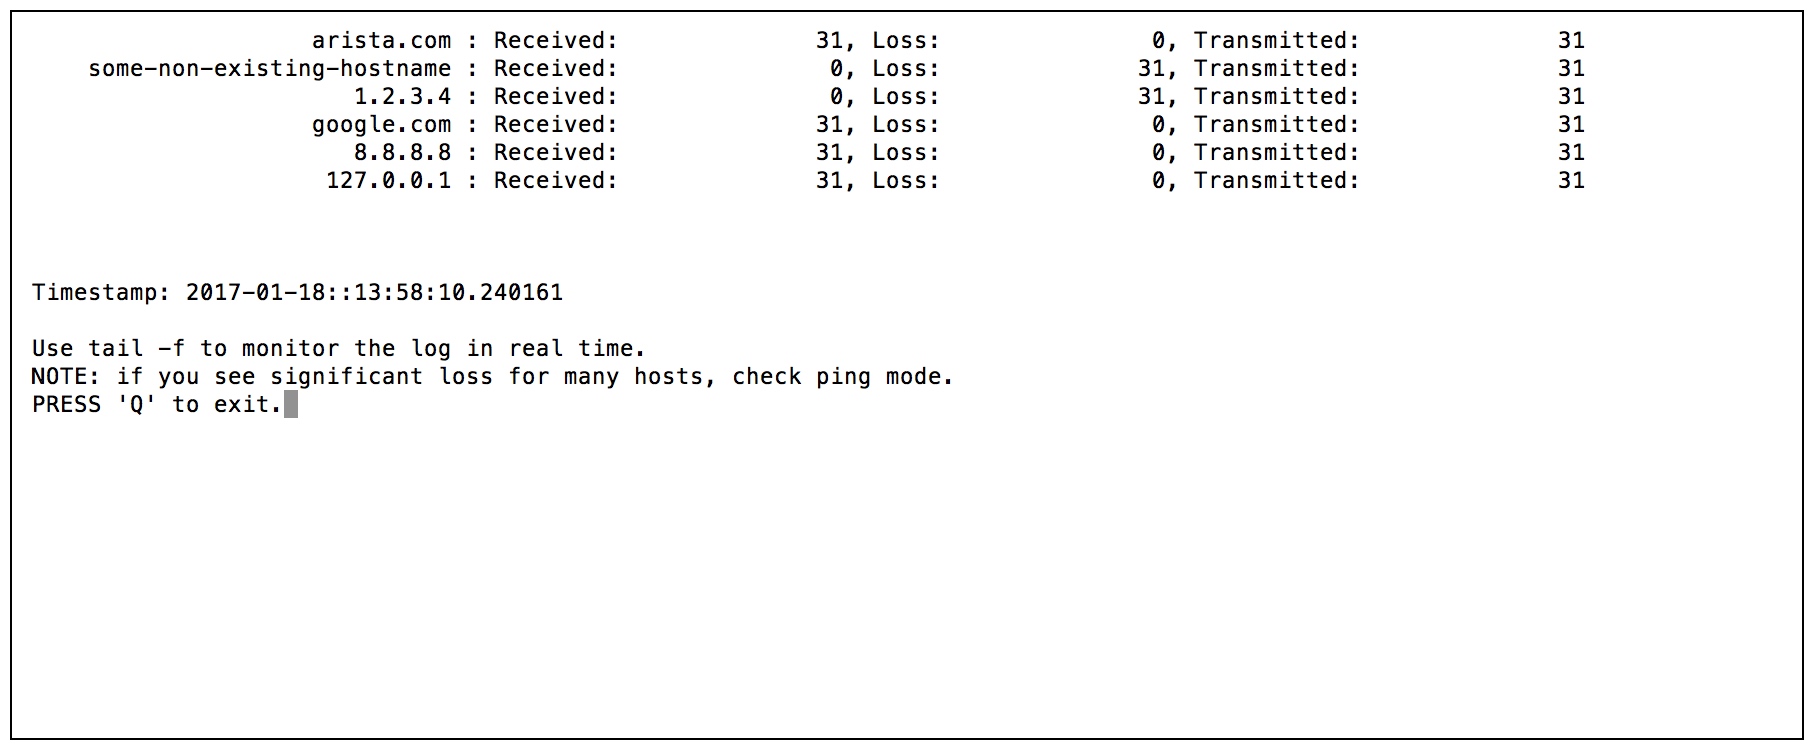 arista.com : Received: 31, Loss: 0, Transmitted: 31
some-non-existing-hostname : Received: 0, Loss: 31, Transmitted: 31
1.2.3.4 : Received: 0, Loss: 31, Transmitted: 31
google.com : Received: 31, Loss: 0, Transmitted: 31
8.8.8.8 : Received: 31, Loss: 0, Transmitted: 31
127.0.0.1 : Received: 31, Loss: 0, Transmitted: 31
Timestamp: 2017-01-18::13:58:10.240161
Use tail -f to monitor the log in real time.
NOTE: if you see significant loss for many hosts, check ping mode.
PRESS 'Q' to exit.